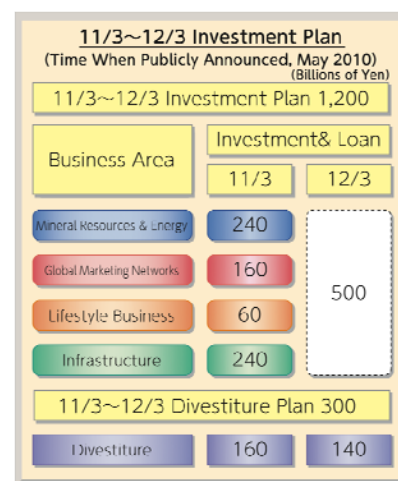 11/3～12/3 Investment Plan
(Time When Publicly Announced, May 2010)
(Billions of Yen)
11/3～12/3 Investment Plan 1,200
Business Area
Investment& Loan
11/3 12/3
Mineral Resources & Energy 240
Global Marketing Networks 160
500
Lifestyle Business 60
Infrastructure 240
11/3～12/3 Divestiture Plan 300
Divestiture 160 140